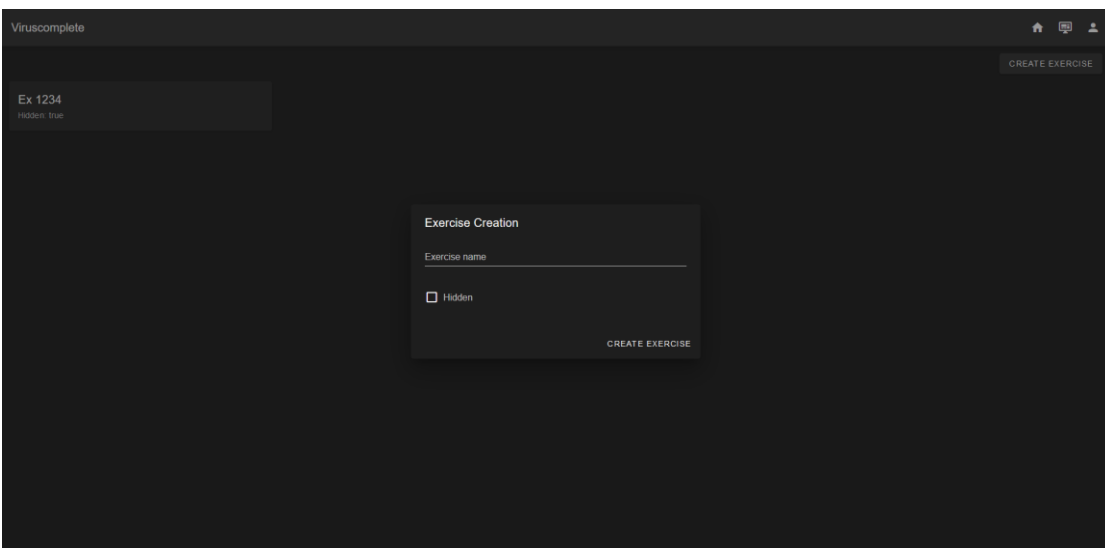 Viruscomplete
CREATE EXERCISE
Ex 1234
Hidden: true
Exercise Creation
Exercise name
Hidden
CREATE EXERCISE